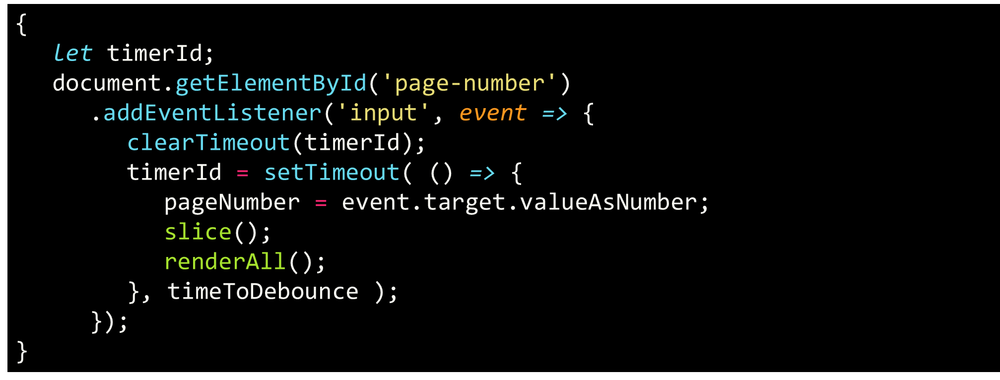 {
let timerId;
document.getElementById('page-number')
.addEventListener('input', event => {
clearTimeout(timerId);
timerId = setTimeout( () => {
pageNumber = event.target.valueAsNumber;
slice();
renderAll();
}, timeToDebounce );
});
}